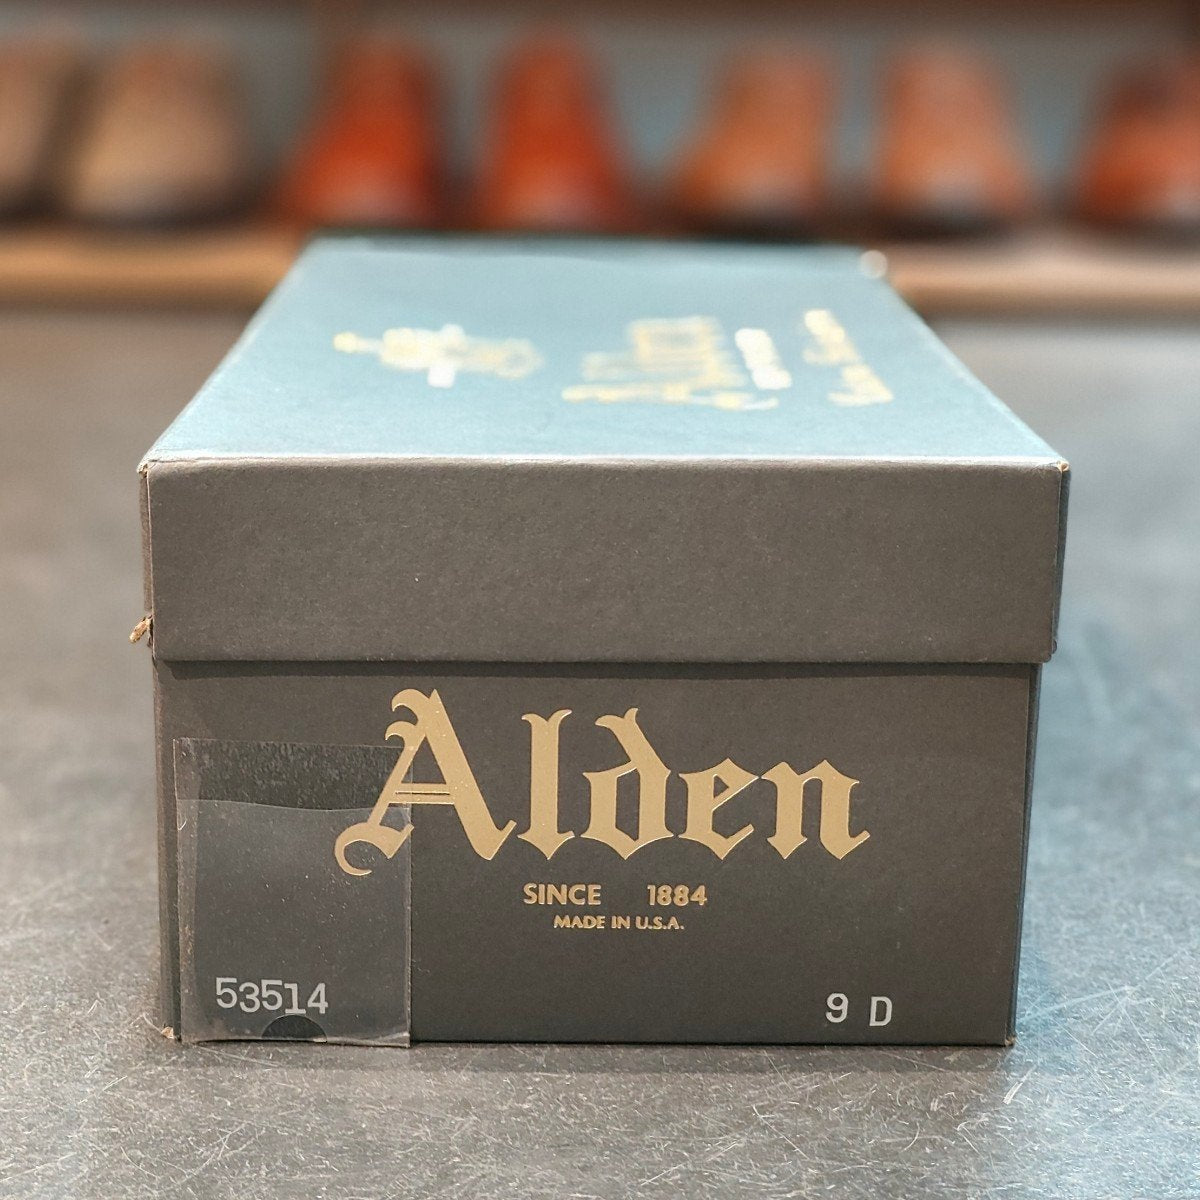 Alden
SINCE 1884
MADE IN U.S.A.
53514
9 D